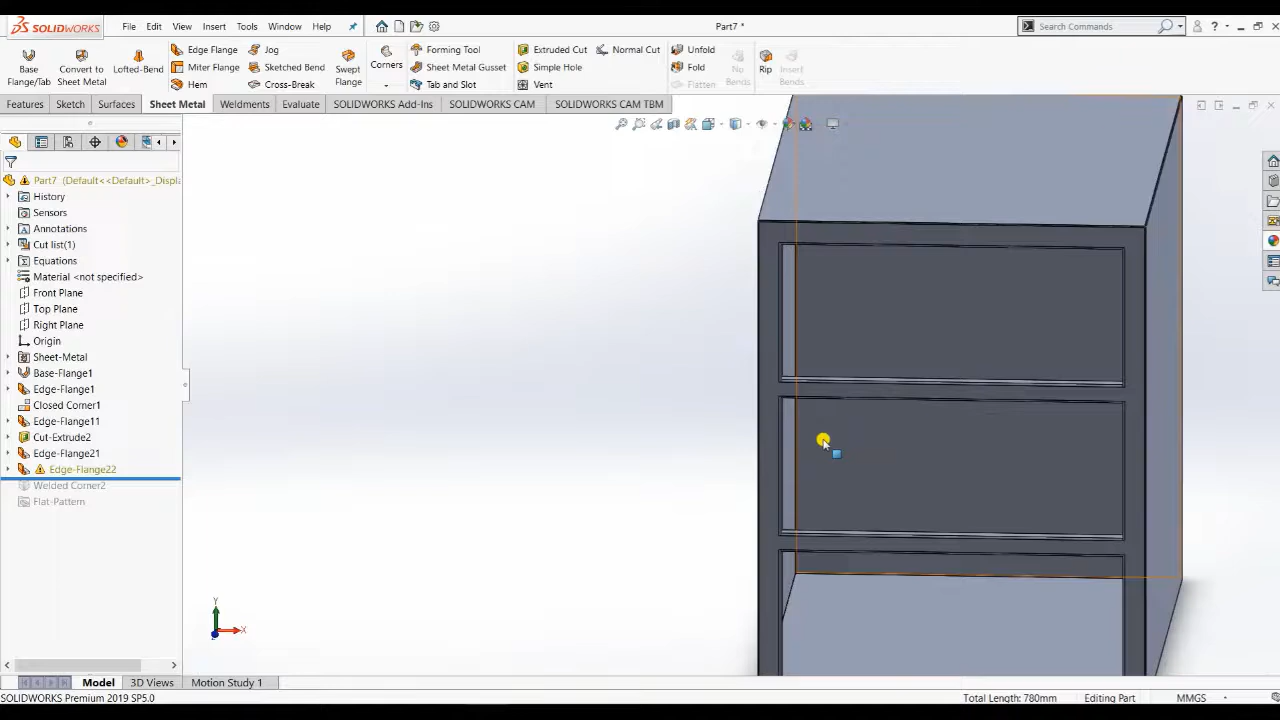 SOLIDWORKS File Edit View Insert Tools Window Help Part7 * Search Commands ?
Base Flange/Tab Convert to Sheet Metal Lofted-Bend Edge Flange Miter Flange Hem Jog Sketched Bend Cross-Break Swept Flange Corners Forming Tool Sheet Metal Gusset Tab and Slot Extruded Cut Simple Hole Vent Normal Cut Unfold Fold Flatten No Bends Rip Insert Bends
Features Sketch Surfaces Sheet Metal Weldments Evaluate SOLIDWORKS Add-Ins SOLIDWORKS CAM SOLIDWORKS CAM TBM
Part7 (Default<<Default>_Displa
History
Sensors
Annotations
Cut list(1)
Equations
Material <not specified>
Front Plane
Top Plane
Right Plane
Origin
Sheet-Metal
Base-Flange1
Edge-Flange1
Closed Corner1
Edge-Flange11
Cut-Extrude2
Edge-Flange21
Edge-Flange22
Welded Corner2
Flat-Pattern
Y
X
Model 3D Views Motion Study 1
SOLIDWORKS Premium 2019 SP5.0 Total Length: 780mm Editing Part MMGS